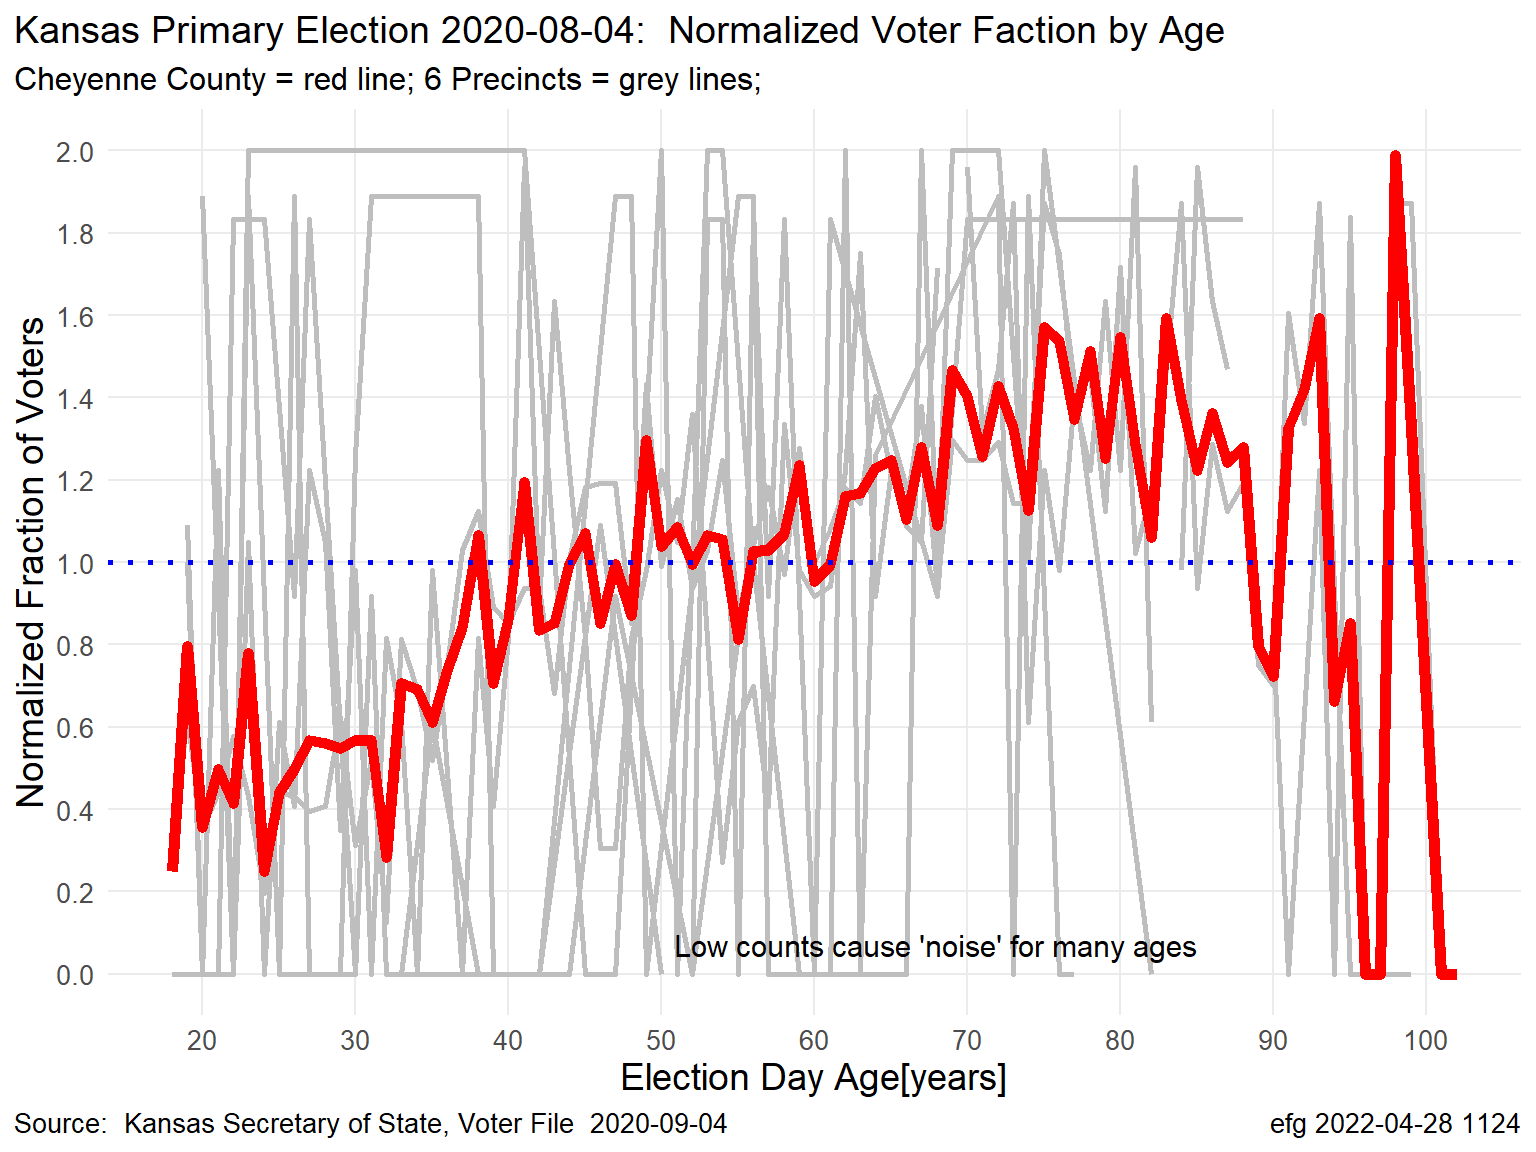 Kansas Primary Election 2020-08-04:  Normalized Voter Faction by Age
Cheyenne County = red line; 6 Precincts = grey lines;
Normalized Fraction of Voters
2.0
1.8
1.6
1.4
1.2
1.0
0.8
0.6
0.4
0.2
0.0
Low counts cause 'noise' for many ages
20 30 40 50 60 70 80 90 100
Election Day Age[years]
Source:  Kansas Secretary of State, Voter File  2020-09-04
efg 2022-04-28 1124